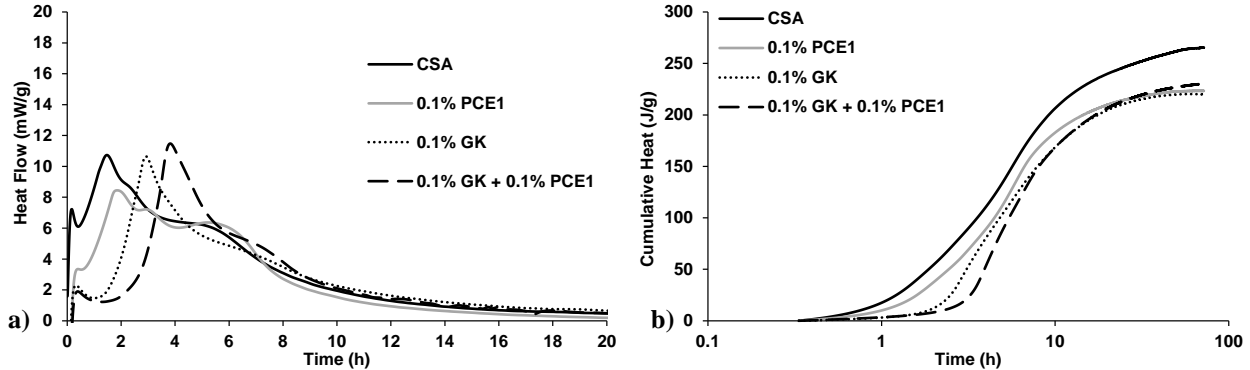 20
18
16
14
12
10
8
6
4
2
0
Heat Flow (mW/g)
CSA
0.1% PCE1
0.1% GK
0.1% GK + 0.1% PCE1
0 2 4 6 8 10 12 14 16 18 20
Time (h)
a)
300
250
200
150
100
50
0
Cumulative Heat (J/g)
CSA
0.1% PCE1
0.1% GK
0.1% GK + 0.1% PCE1
0.1 1 10 100
Time (h)
b)